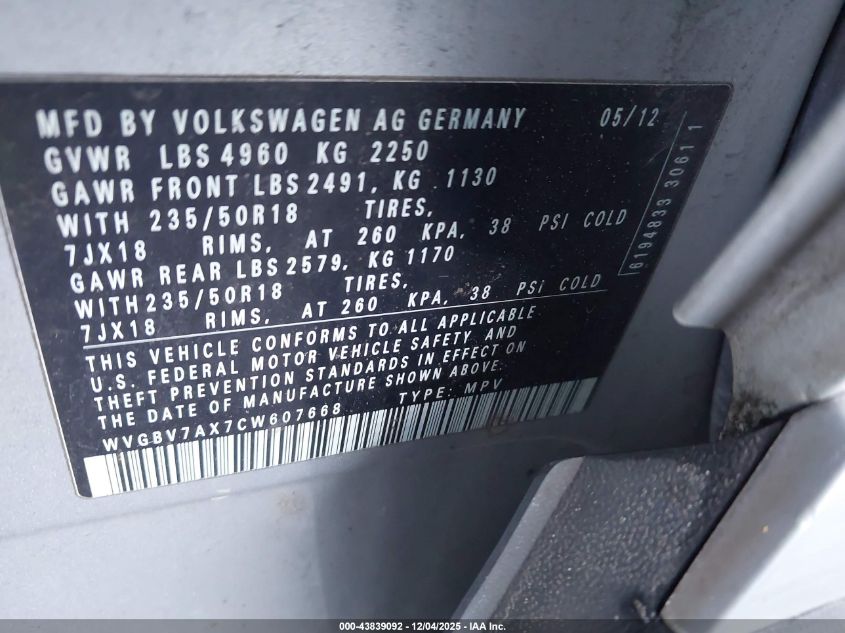 MFD BY VOLKSWAGEN AG GERMANY 05/12
GVWR LBS 4960 KG 2250
GAWR FRONT LBS 2491, KG 1130
WITH 235/50R18 TIRES,
7JX18 RIMS, AT 260 KPA, 38 PSI COLD
GAWR REAR LBS 2579, KG 1170
WITH 235/50R18 TIRES,
7JX18 RIMS, AT 260 KPA, 38 PSI COLD
THIS VEHICLE CONFORMS TO ALL APPLICABLE
U.S. FEDERAL MOTOR VEHICLE SAFETY AND
THEFT PREVENTION STANDARDS IN EFFECT ON
THE DATE OF MANUFACTURE SHOWN ABOVE.
WVGBV7AX7CW607668 TYPE: MPV
6194833 30611
000-43839092 - 12/04/2025 - IAA Inc.